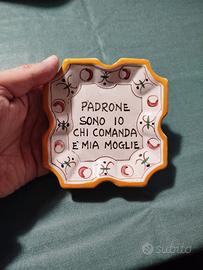 PADRONE
SONO IO
CHI COMANDA
È MIA MOGLIE
subito